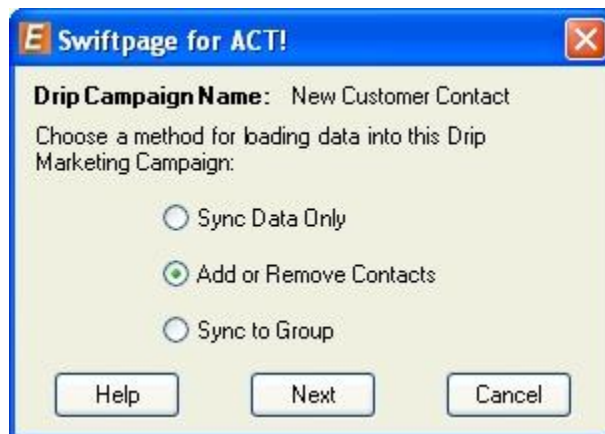 E Swiftpage for ACT!
Drip Campaign Name: New Customer Contact
Choose a method for loading data into this Drip
Marketing Campaign:
Sync Data Only
Add or Remove Contacts
Sync to Group
Help Next Cancel